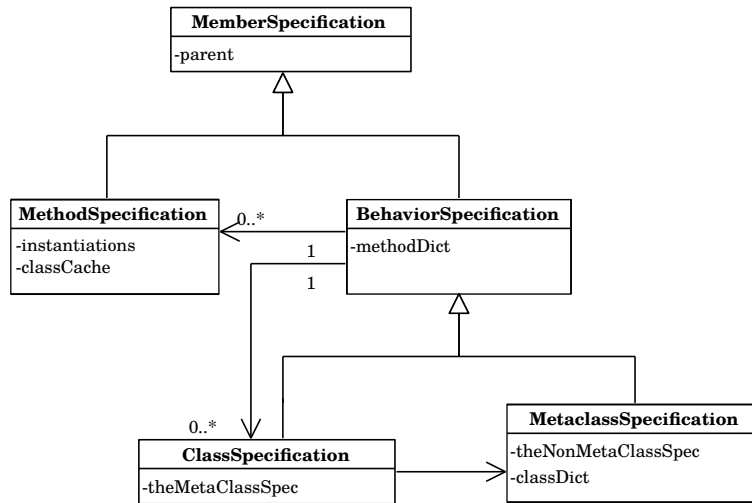 MemberSpecification
-parent
MethodSpecification
-instantiations
-classCache
0..*
BehaviorSpecification
-methodDict
1
1
0..*
ClassSpecification
-theMetaClassSpec
MetaclassSpecification
-theNonMetaClassSpec
-classDict